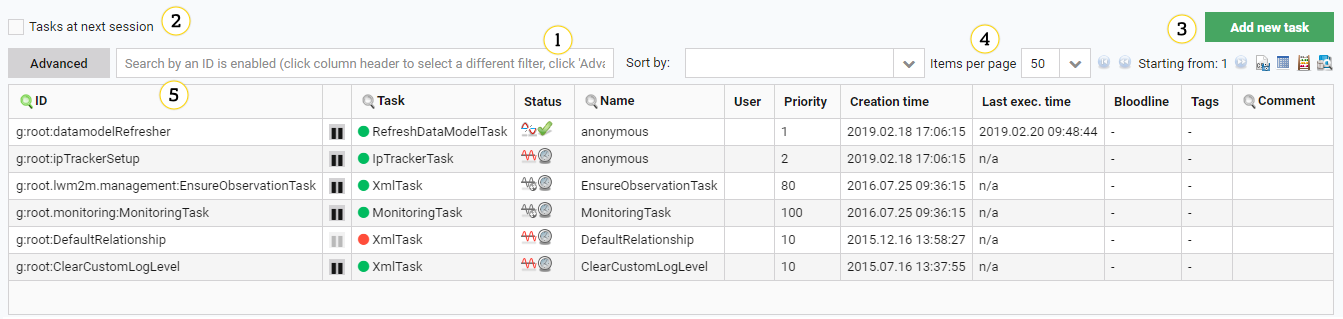 Tasks at next session 2 3 Add new task
Advanced Search by an ID is enabled (click column header to select a different filter, click 'Adva 1 Sort by: 4 Items per page 50 Starting from: 1
5
ID Task Status Name User Priority Creation time Last exec. time Bloodline Tags Comment
g:root:datamodelRefresher RefreshDataModelTask anonymous 1 2019.02.18 17:06:15 2019.02.20 09:48:44 - -
g:root:ipTrackerSetup IpTrackerTask anonymous 2 2019.02.18 17:06:15 n/a - -
g:root.lwm2m.management:EnsureObservationTask XmlTask EnsureObservationTask 80 2016.07.25 09:36:15 n/a - -
g:root.monitoring:MonitoringTask MonitoringTask MonitoringTask 100 2016.07.25 09:36:15 n/a - -
g:root:DefaultRelationship XmlTask DefaultRelationship 10 2015.12.16 13:58:27 n/a - -
g:root:ClearCustomLogLevel XmlTask ClearCustomLogLevel 10 2015.07.16 13:37:55 n/a - -